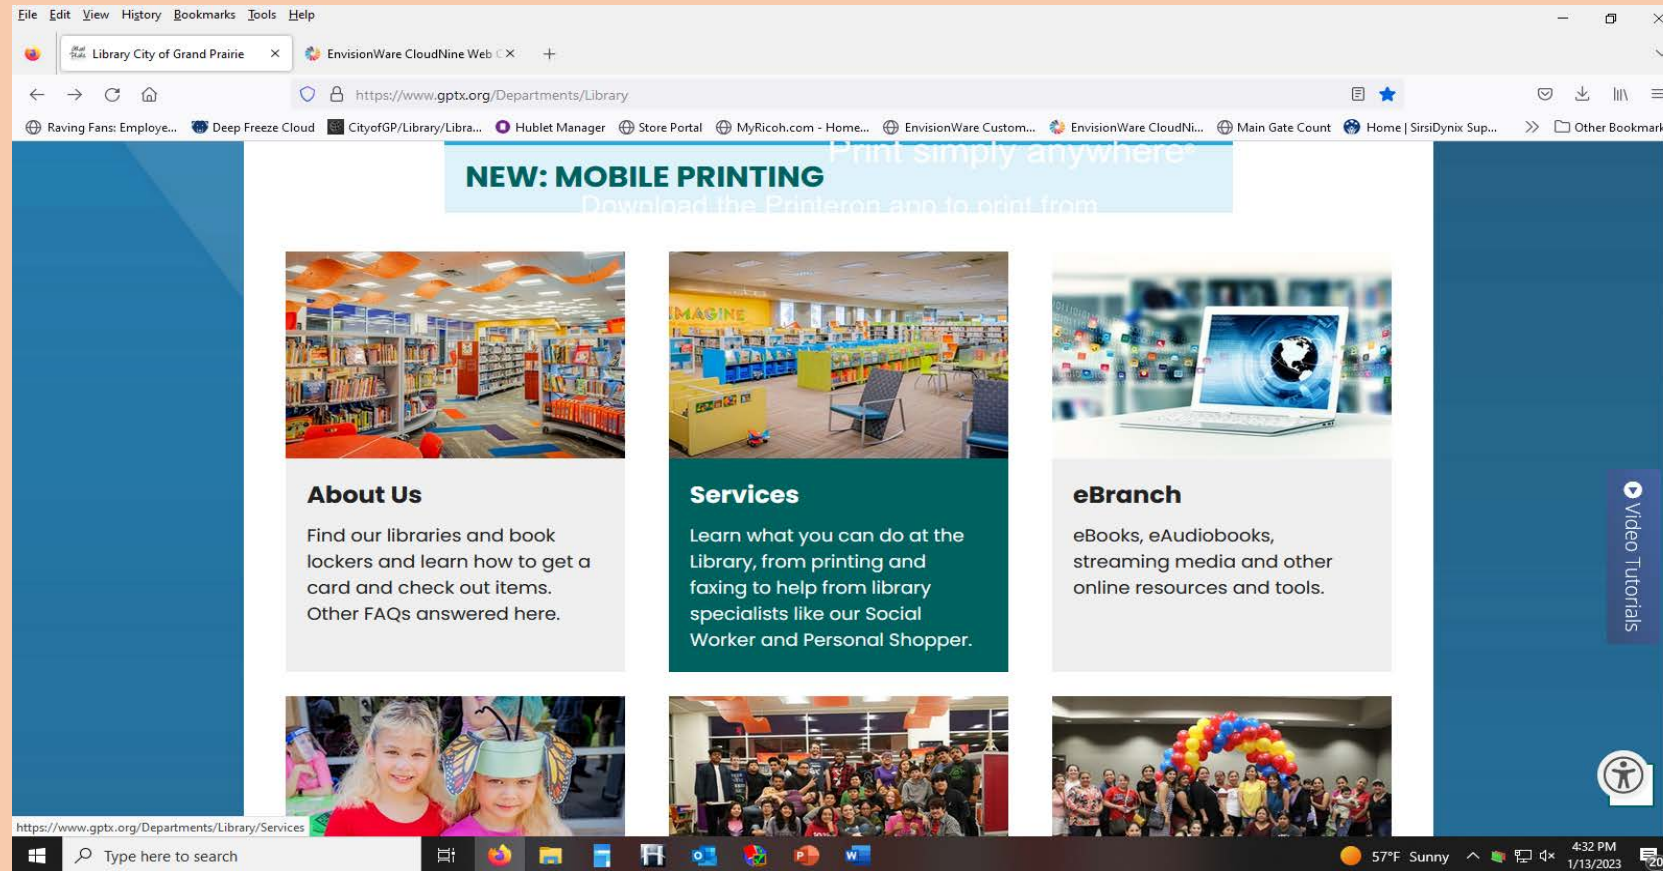 File Edit View History Bookmarks Tools Help
Library City of Grand Prairie
EnvisionWare CloudNine Web C
https://www.gptx.org/Departments/Library
Raving Fans: Employe... Deep Freeze Cloud CityofGP/Library/Libra... Hublet Manager Store Portal MyRicoh.com - Home... EnvisionWare Custom... EnvisionWare CloudNi... Main Gate Count Home | SirsiDynix Sup... Other Bookmark
Print simply anywhere®
NEW: MOBILE PRINTING
Download the Printeron app to print from
IMAGINE
About Us
Find our libraries and book
lockers and learn how to get a
card and check out items.
Other FAQs answered here.
Services
Learn what you can do at the
Library, from printing and
faxing to help from library
specialists like our Social
Worker and Personal Shopper.
eBranch
eBooks, eAudiobooks,
streaming media and other
online resources and tools.
Video Tutorials
https://www.gptx.org/Departments/Library/Services
Type here to search
57°F Sunny
4:32 PM
1/13/2023
20